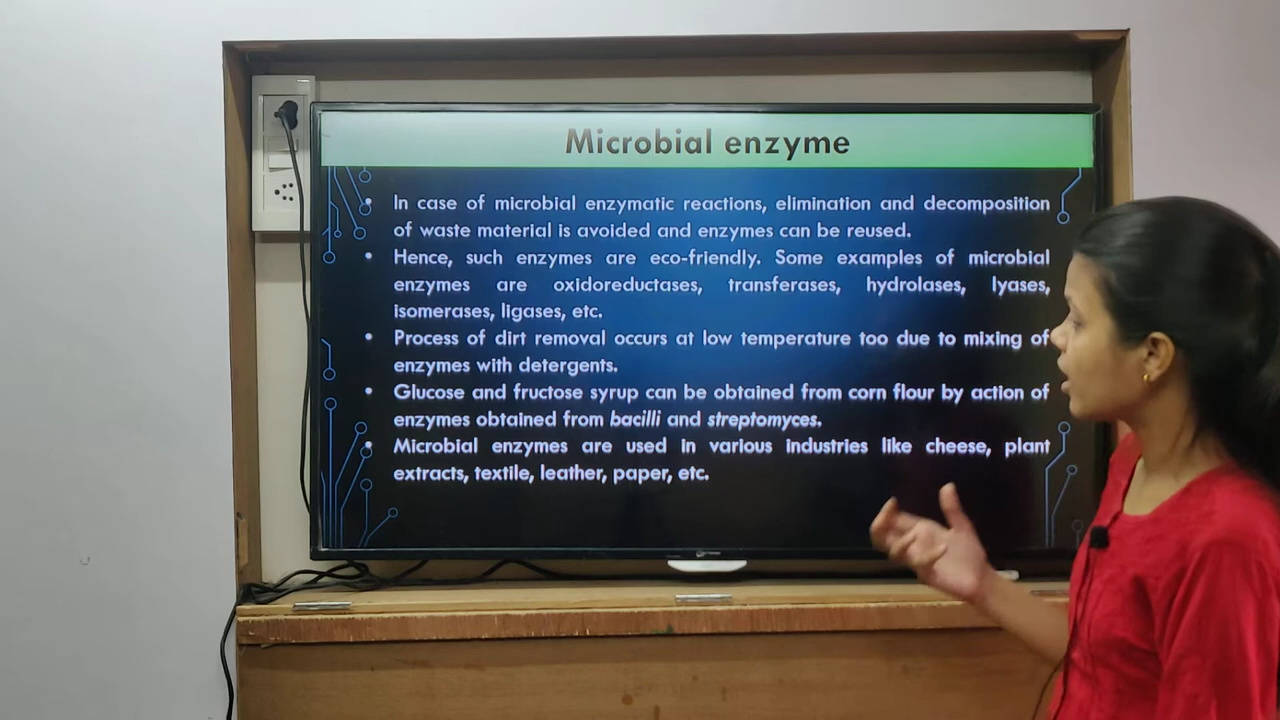 Microbial enzyme
• In case of microbial enzymatic reactions, elimination and decomposition
of waste material is avoided and enzymes can be reused.
• Hence, such enzymes are eco-friendly. Some examples of microbial
enzymes are oxidoreductases, transferases, hydrolases, lyases,
isomerases, ligases, etc.
• Process of dirt removal occurs at low temperature too due to mixing of
enzymes with detergents.
• Glucose and fructose syrup can be obtained from corn flour by action of
enzymes obtained from bacilli and streptomyces.
• Microbial enzymes are used in various industries like cheese, plant
extracts, textile, leather, paper, etc.